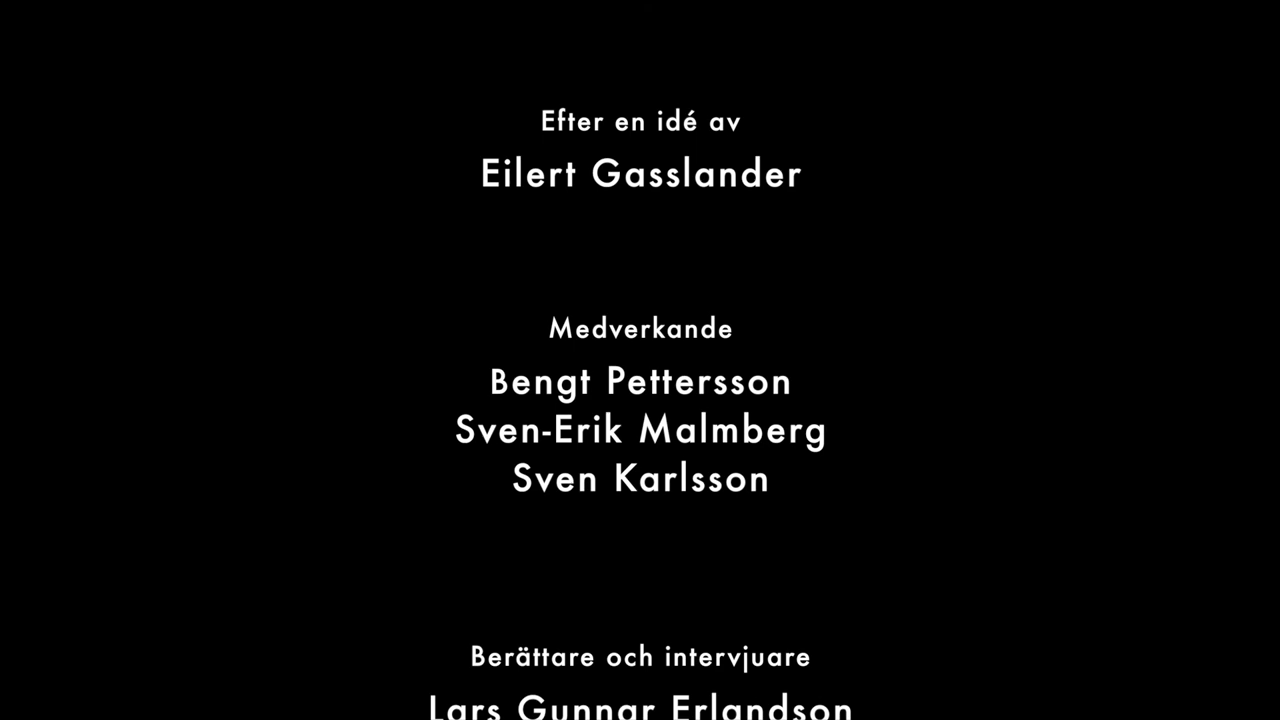 Efter en idé av
Eilert Gasslander
Medverkande
Bengt Pettersson
Sven-Erik Malmberg
Sven Karlsson
Berättare och intervjuare
Lars Gunnar Erlandson